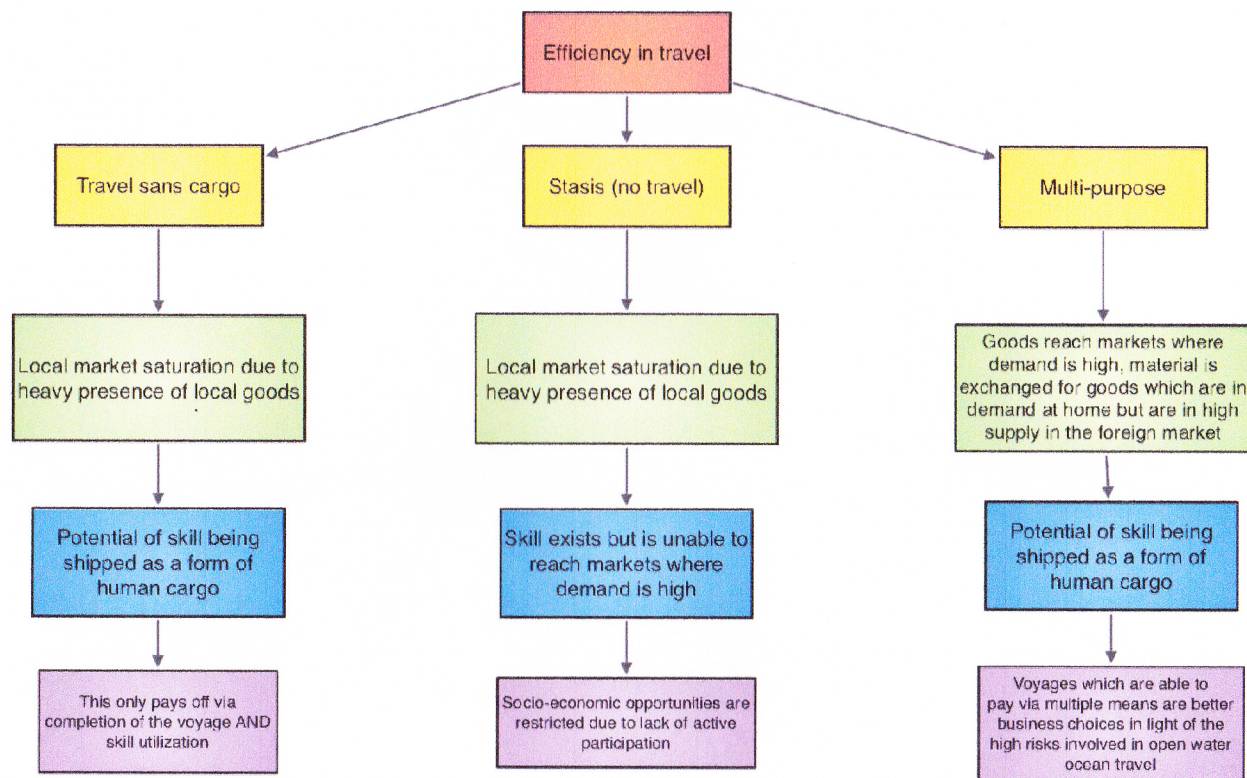 Efficiency in travel
Travel sans cargo
Stasis (no travel)
Multi-purpose
Local market saturation due to
heavy presence of local goods
Local market saturation due to
heavy presence of local goods
Goods reach markets where
demand is high, material is
exchanged for goods which are in
demand at home but are in high
supply in the foreign market
Potential of skill being
shipped as a form of
human cargo
Skill exists but is unable to
reach markets where
demand is high
Potential of skill being
shipped as a form of
human cargo
This only pays off via
completion of the voyage AND
skill utilization
Socio-economic opportunities are
restricted due to lack of active
participation
Voyages which are able to
pay via multiple means are better
business choices in light of the
high risks involved in open water
ocean travel